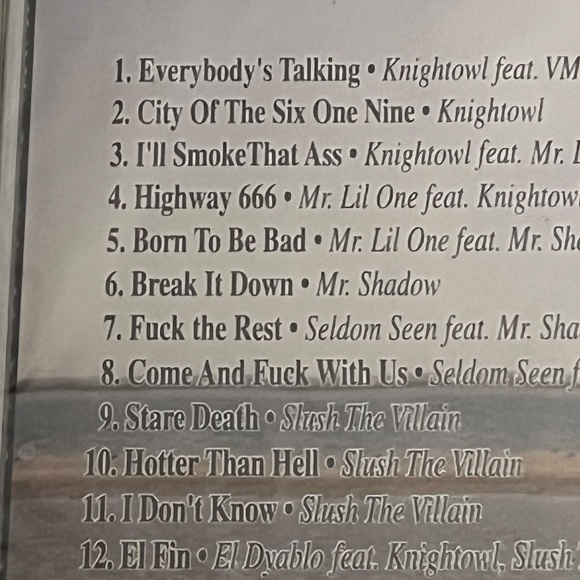 1. Everybody's Talking • Knightowl feat. VM
2. City Of The Six One Nine • Knightowl
3. I'll SmokeThat Ass • Knightowl feat. Mr.
4. Highway 666 • Mr. Lil One feat. Knightowl
5. Born To Be Bad • Mr. Lil One feat. Mr. Sha
6. Break It Down • Mr. Shadow
7. Fuck the Rest • Seldom Seen feat. Mr. Sha
8. Come And Fuck With Us • Seldom Seen f
9. Stare Death • Slush The Villain
10. Hotter Than Hell • Slush The Villain
11. I Don't Know • Slush The Villain
12. El Fin • El Dyablo feat. Knightowl, Slush